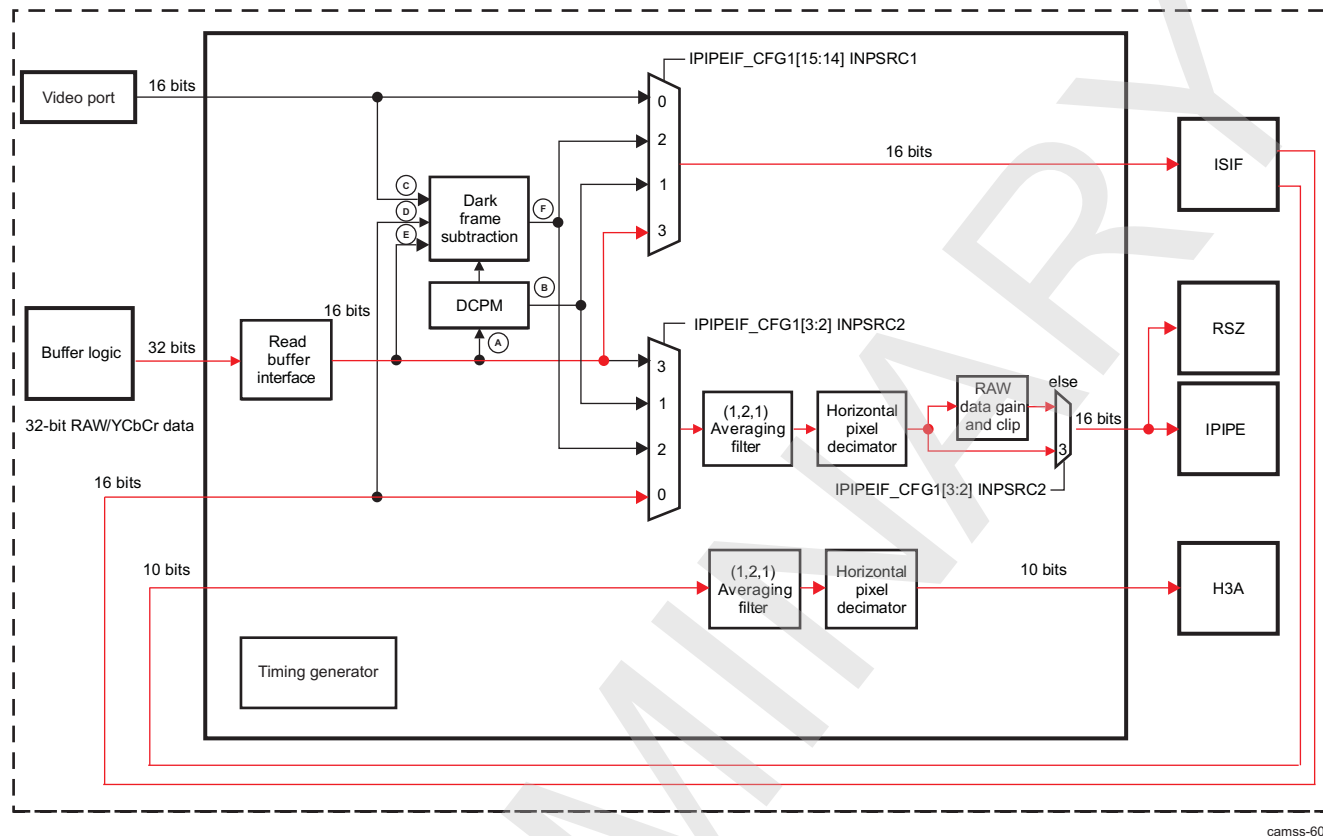 IPIPEIF_CFG1[15:14] INPSRC1
Video port
16 bits
0
2
1
3
16 bits
ISIF
C
D
E
Dark
frame
subtraction
F
DCPM
B
A
Buffer logic
32 bits
32-bit RAW/YCbCr data
Read
buffer
interface
16 bits
IPIPEIF_CFG1[3:2] INPSRC2
3
1
2
0
(1,2,1)
Averaging
filter
Horizontal
pixel
decimator
RAW
data gain
and clip
else
3
16 bits
IPIPEIF_CFG1[3:2] INPSRC2
RSZ
IPIPE
16 bits
10 bits
(1,2,1)
Averaging
filter
Horizontal
pixel
decimator
10 bits
H3A
Timing generator
MINARY
camss-60